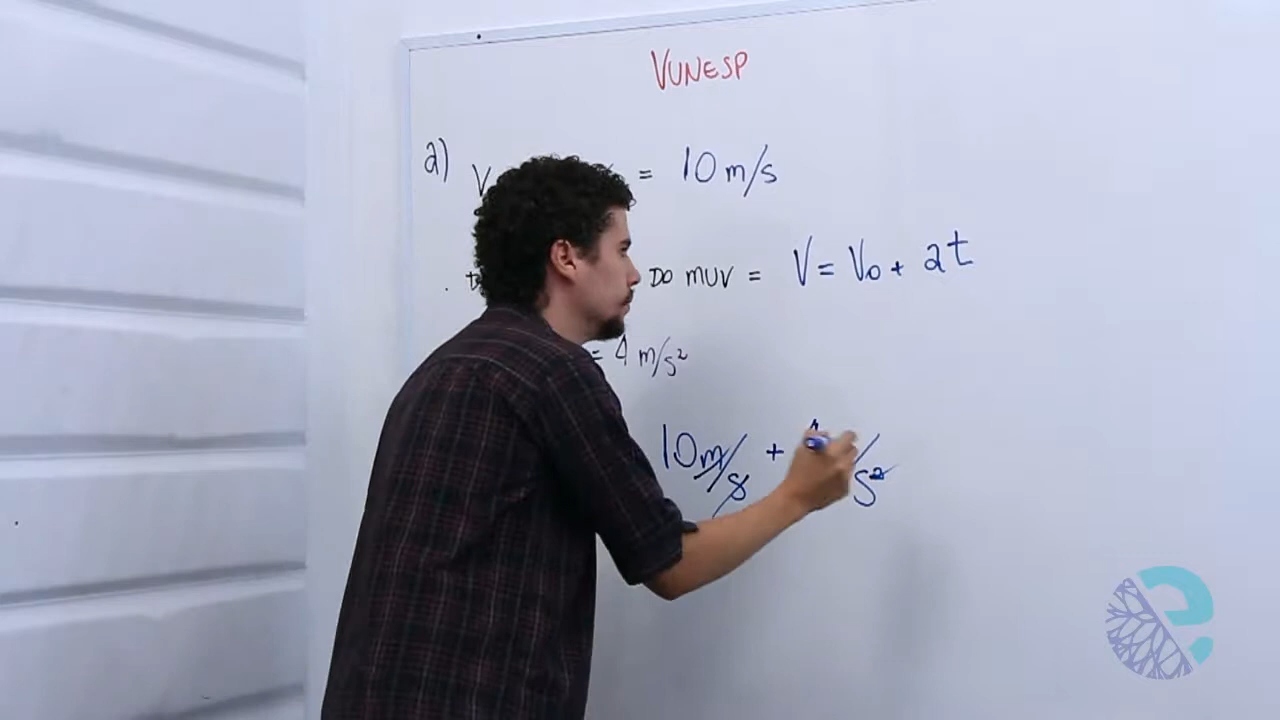 VUNESP
a) V = 10 m/s
DO MUV = V = V0 + at
= 4 m/s²
10 m/s + /s²